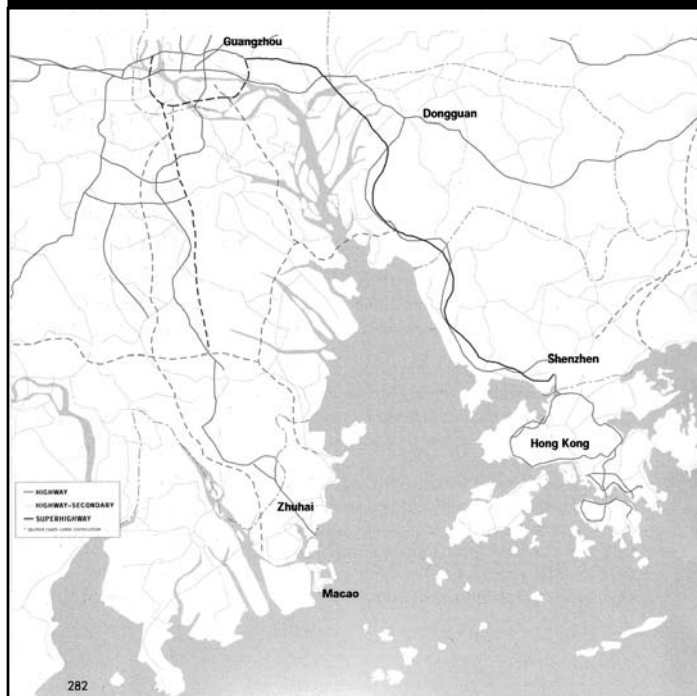 Guangzhou
Dongguan
Shenzhen
Hong Kong
HIGHWAY
HIGHWAY-SECONDARY
SUPERHIGHWAY
Zhuhai
Macao
282